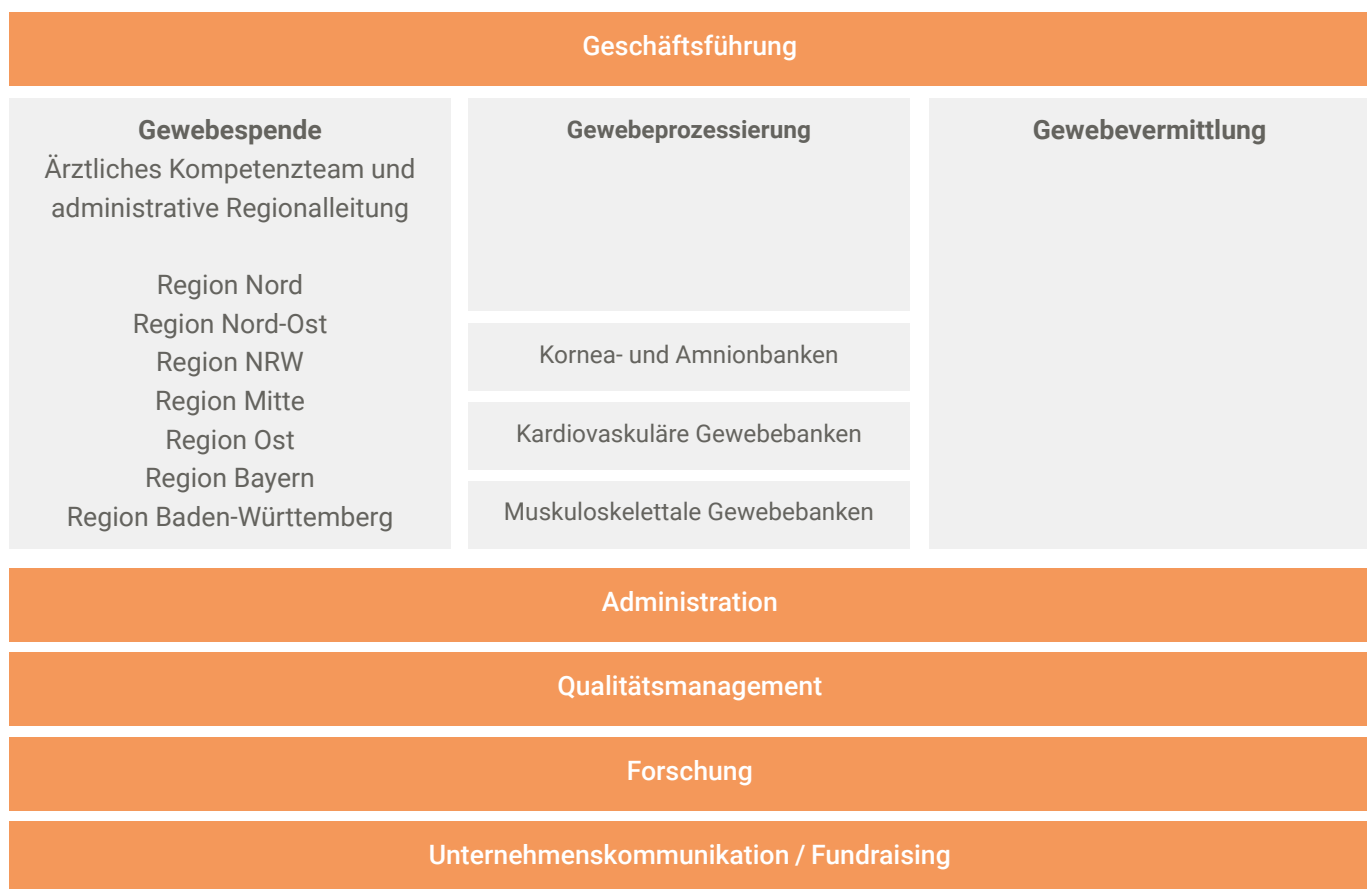 Geschäftsführung
Gewebespende
Ärztliches Kompetenzteam und
administrative Regionalleitung
Region Nord
Region Nord-Ost
Region NRW
Region Mitte
Region Ost
Region Bayern
Region Baden-Württemberg
Gewebeprozessierung
Kornea- und Amnionbanken
Kardiovaskuläre Gewebebanken
Muskuloskelettale Gewebebanken
Gewebevermittlung
Administration
Qualitätsmanagement
Forschung
Unternehmenskommunikation / Fundraising